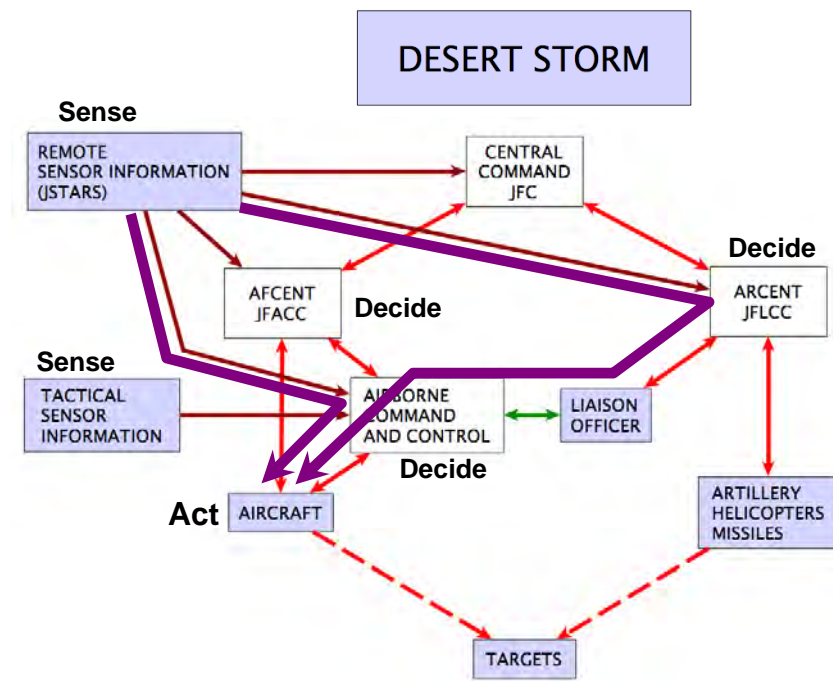 DESERT STORM
Sense
REMOTE
SENSOR INFORMATION
(JSTARS)
CENTRAL
COMMAND
JFC
Decide
AFCENT
JFACC
Decide
ARCENT
JFLCC
Sense
TACTICAL
SENSOR
INFORMATION
AIRBORNE
COMMAND
AND CONTROL
LIAISON
OFFICER
Decide
Act
AIRCRAFT
ARTILLERY
HELICOPTERS
MISSILES
TARGETS